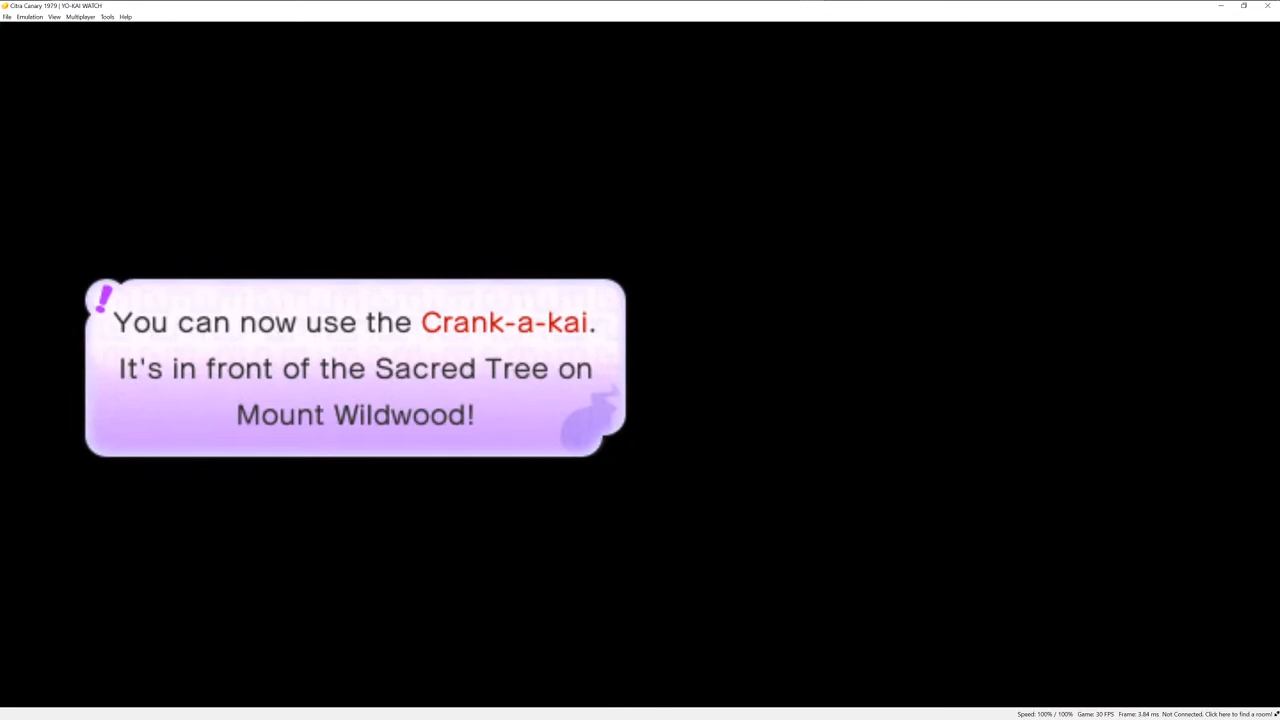 Citra Canary 1979 | YO-KAI WATCH
File Emulation View Multiplayer Tools Help
!
You can now use the Crank-a-kai.
It's in front of the Sacred Tree on
Mount Wildwood!
Speed: 100% / 100% Game: 30 FPS Frame: 3.84 ms Not Connected. Click here to find a room!